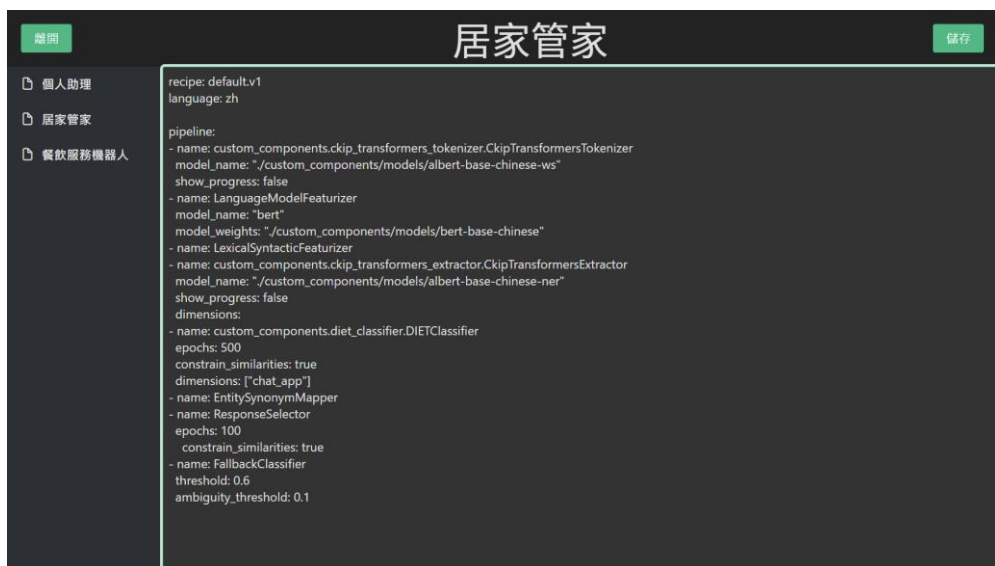 離開
居家管家
儲存
個人助理
居家管家
餐飲服務機器人
recipe: default.v1
language: zh
pipeline:
- name: custom_components.ckip_transformers_tokenizer.CkipTransformersTokenizer
model_name: "./custom_components/models/albert-base-chinese-ws"
show_progress: false
- name: LanguageModelFeaturizer
model_name: "bert"
model_weights: "./custom_components/models/bert-base-chinese"
- name: LexicalSyntacticFeaturizer
- name: custom_components.ckip_transformers_extractor.CkipTransformersExtractor
model_name: "./custom_components/models/albert-base-chinese-ner"
show_progress: false
dimensions:
- name: custom_components.diet_classifier.DIETClassifier
epochs: 500
constrain_similarities: true
dimensions: ["chat_app"]
- name: EntitySynonymMapper
- name: ResponseSelector
epochs: 100
constrain_similarities: true
- name: FallbackClassifier
threshold: 0.6
ambiguity_threshold: 0.1